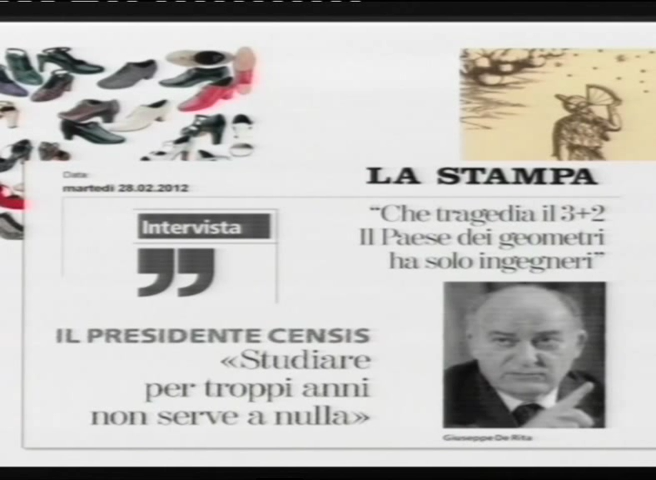 Data:
martedì 28.02.2012
LA STAMPA
Intervista
"Che tragedia il 3+2
Il Paese dei geometri
ha solo ingegneri"
IL PRESIDENTE CENSIS
«Studiare
per troppi anni
non serve a nulla»
Giuseppe De Rita